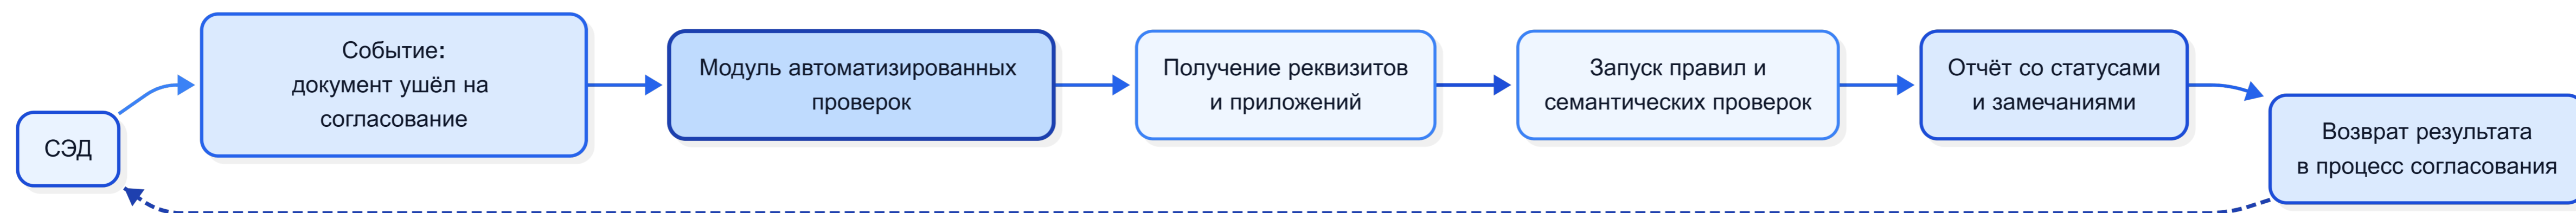 СЭД
Событие:
документ ушёл на
согласование
Модуль автоматизированных
проверок
Получение реквизитов
и приложений
Запуск правил и
семантических проверок
Отчёт со статусами
и замечаниями
Возврат результата
в процесс согласования